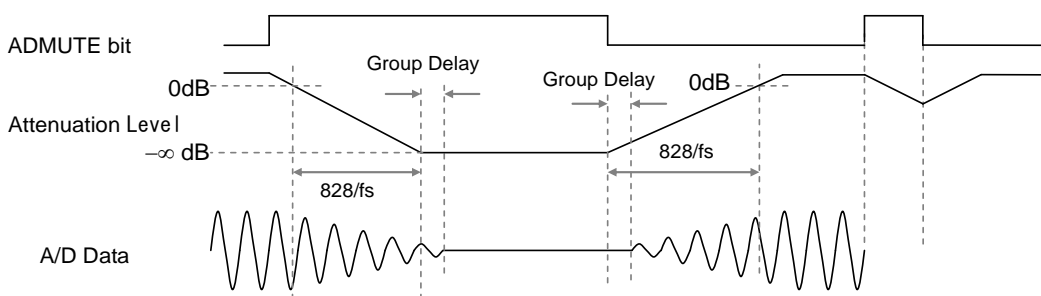 ADMUTE bit
Group Delay
Group Delay
0dB
0dB
Attenuation Level
−∞ dB
828/fs
828/fs
A/D Data